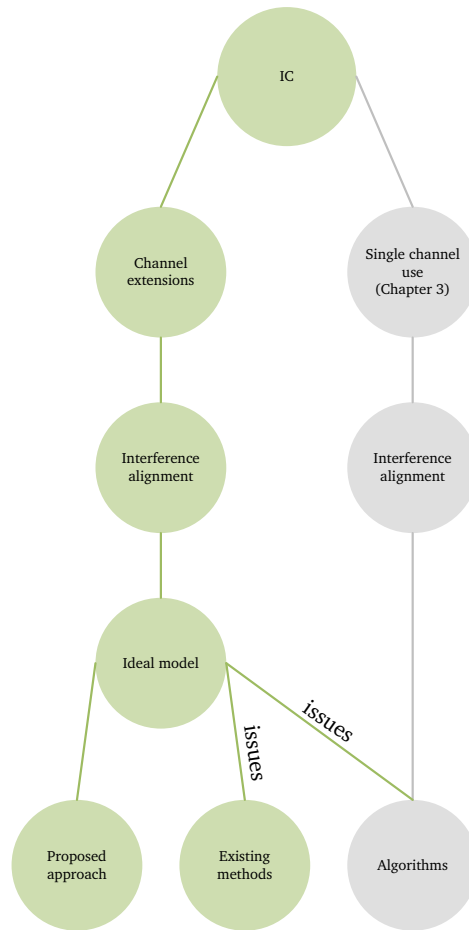 IC
Channel
extensions
Single channel
use
(Chapter 3)
Interference
alignment
Interference
alignment
Ideal model
issues
issues
Proposed
approach
Existing
methods
Algorithms